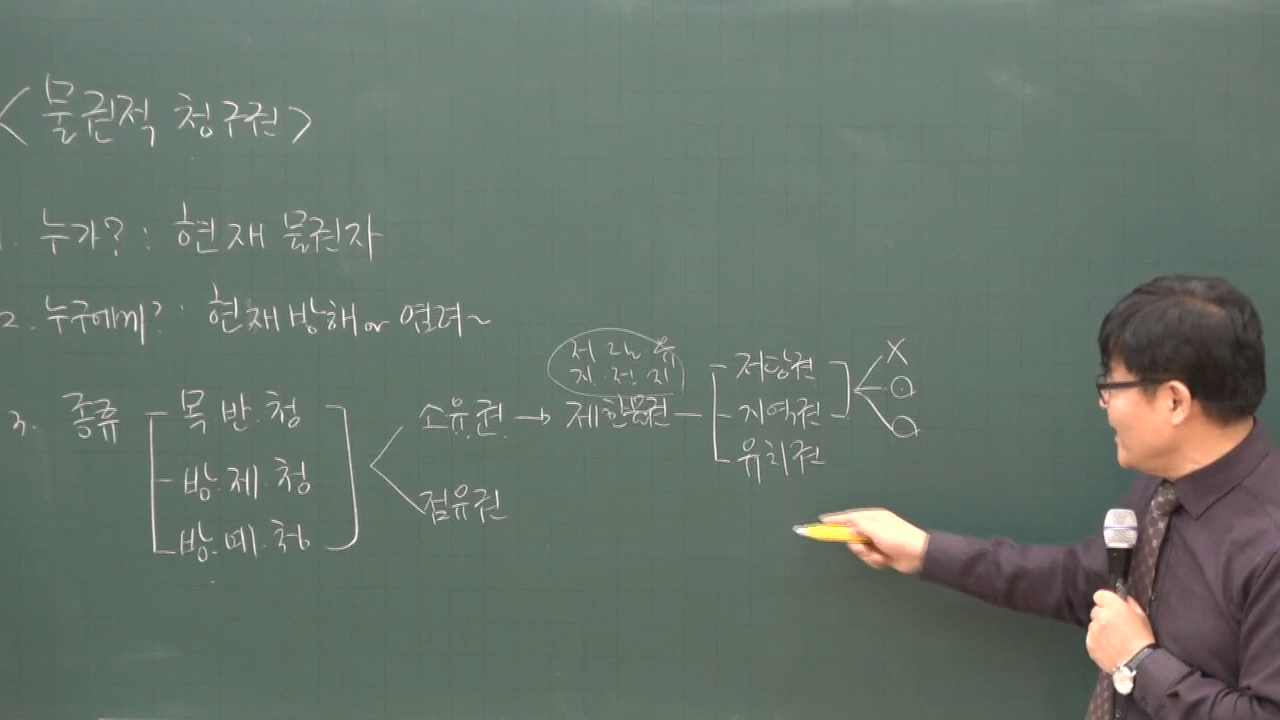 <물권적 청구권>
1. 누가? : 현재 물권자
2. 누구에게? : 현재 방해 or 염려~
3. 종류
목.반.청
방.제.청
방.예.청
소유권 → 제한물권
점유권
지 전 지
저당권
지역권
유치권
X
O
O